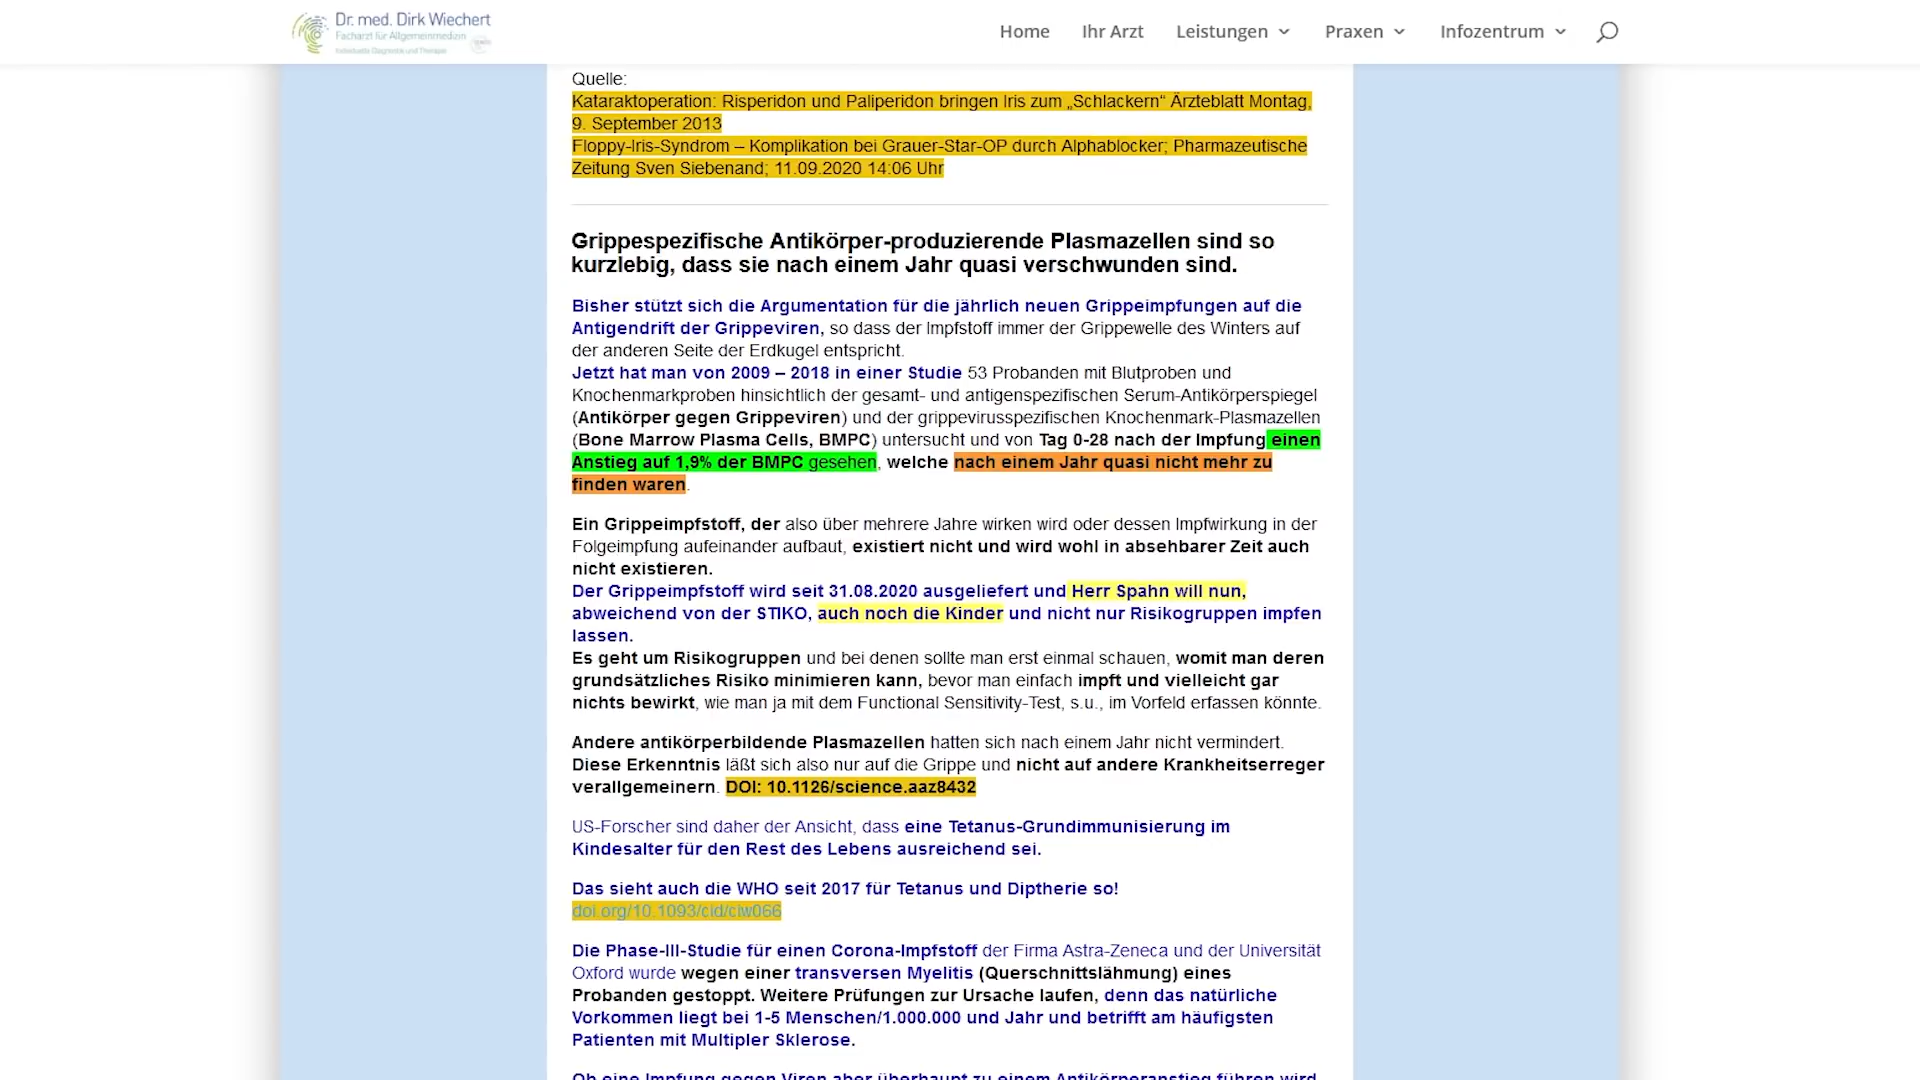 Dr. med. Dirk Wiechert
Facharzt für Allgemeinmedizin
Individuelle Diagnostik und Therapie
Home Ihr Arzt Leistungen Praxen Infozentrum
Quelle:
Kataraktoperation: Risperidon und Paliperidon bringen Iris zum „Schlackern“ Ärzteblatt Montag,
9. September 2013
Floppy-Iris-Syndrom – Komplikation bei Grauer-Star-OP durch Alphablocker; Pharmazeutische
Zeitung Sven Siebenand; 11.09.2020 14:06 Uhr
Grippespezifische Antikörper-produzierende Plasmazellen sind so
kurzlebig, dass sie nach einem Jahr quasi verschwunden sind.
Bisher stützt sich die Argumentation für die jährlich neuen Grippeimpfungen auf die
Antigendrift der Grippeviren, so dass der Impfstoff immer der Grippewelle des Winters auf
der anderen Seite der Erdkugel entspricht.
Jetzt hat man von 2009 – 2018 in einer Studie 53 Probanden mit Blutproben und
Knochenmarkproben hinsichtlich der gesamt- und antigenspezifischen Serum-Antikörperspiegel
(Antikörper gegen Grippeviren) und der grippevirusspezifischen Knochenmark-Plasmazellen
(Bone Marrow Plasma Cells, BMPC) untersucht und von Tag 0-28 nach der Impfung einen
Anstieg auf 1,9% der BMPC gesehen, welche nach einem Jahr quasi nicht mehr zu
finden waren.
Ein Grippeimpfstoff, der also über mehrere Jahre wirken wird oder dessen Impfwirkung in der
Folgeimpfung aufeinander aufbaut, existiert nicht und wird wohl in absehbarer Zeit auch
nicht existieren.
Der Grippeimpfstoff wird seit 31.08.2020 ausgeliefert und Herr Spahn will nun,
abweichend von der STIKO, auch noch die Kinder und nicht nur Risikogruppen impfen
lassen.
Es geht um Risikogruppen und bei denen sollte man erst einmal schauen, womit man deren
grundsätzliches Risiko minimieren kann, bevor man einfach impft und vielleicht gar
nichts bewirkt, wie man ja mit dem Functional Sensitivity-Test, s.u., im Vorfeld erfassen könnte.
Andere antikörperbildende Plasmazellen hatten sich nach einem Jahr nicht vermindert.
Diese Erkenntnis läßt sich also nur auf die Grippe und nicht auf andere Krankheitserreger
verallgemeinern. DOI: 10.1126/science.aaz8432
US-Forscher sind daher der Ansicht, dass eine Tetanus-Grundimmunisierung im
Kindesalter für den Rest des Lebens ausreichend sei.
Das sieht auch die WHO seit 2017 für Tetanus und Diptherie so!
doi.org/10.1093/cid/ciw066
Die Phase-III-Studie für einen Corona-Impfstoff der Firma Astra-Zeneca und der Universität
Oxford wurde wegen einer transversen Myelitis (Querschnittslähmung) eines
Probanden gestoppt. Weitere Prüfungen zur Ursache laufen, denn das natürliche
Vorkommen liegt bei 1-5 Menschen/1.000.000 und Jahr und betrifft am häufigsten
Patienten mit Multipler Sklerose.
Ob eine Impfung gegen Viren aber überhaupt zu einem Antikörperanstieg führen wird